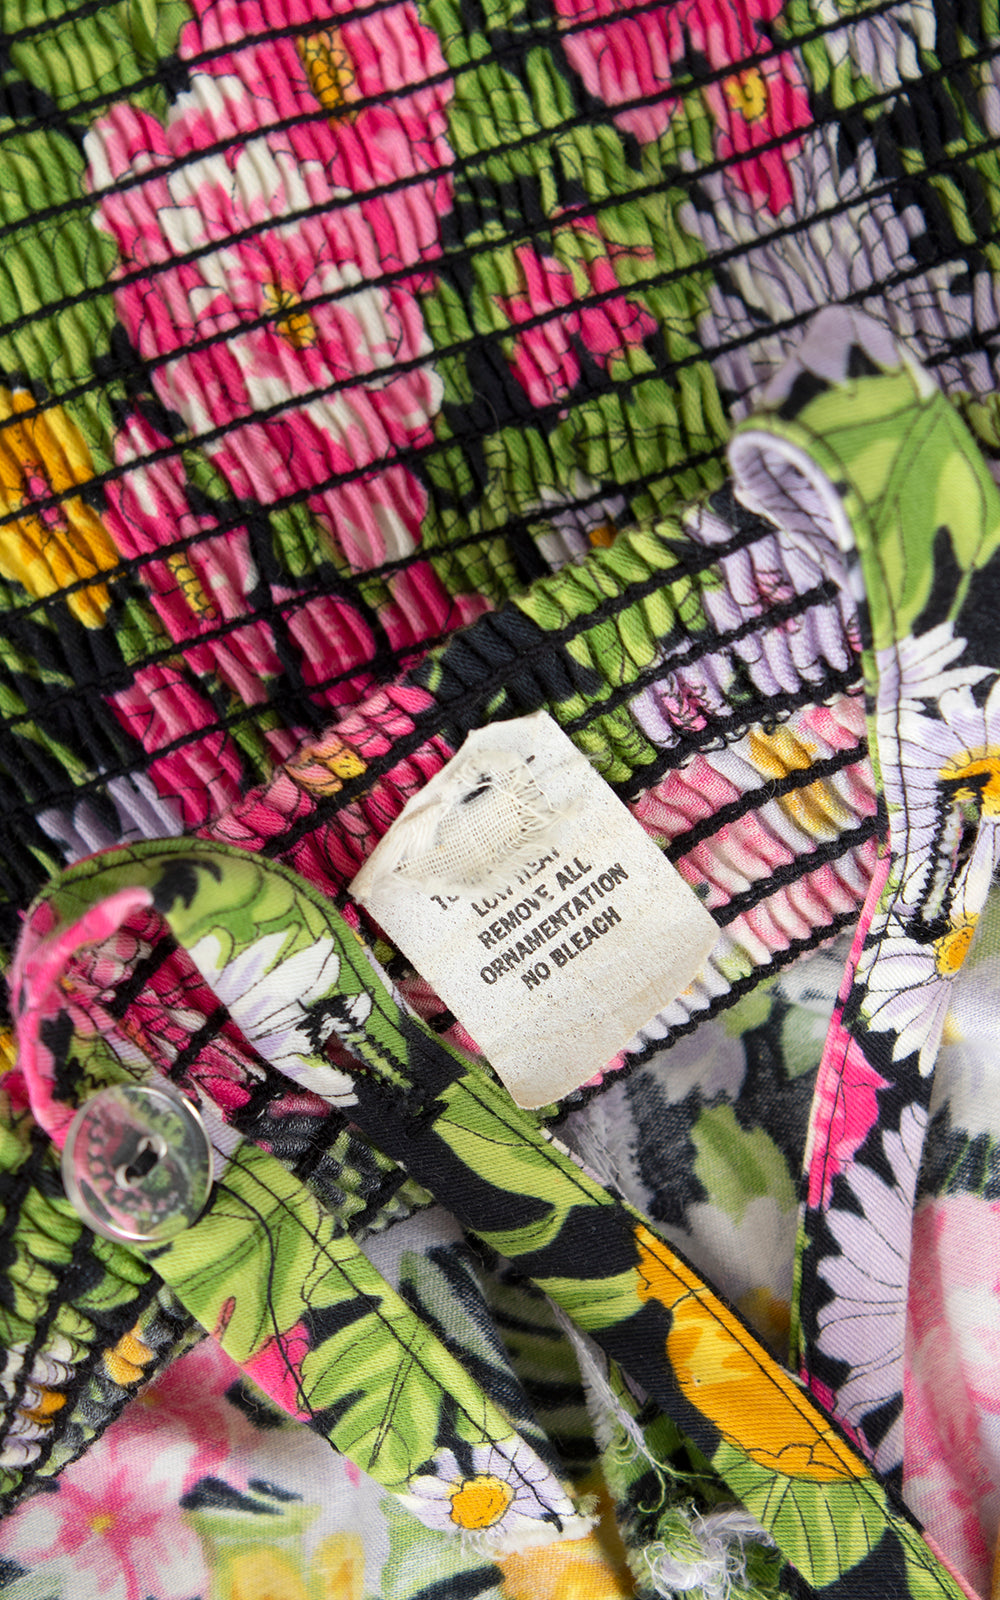 LOW HEAT
REMOVE ALL
ORNAMENTATION
NO BLEACH